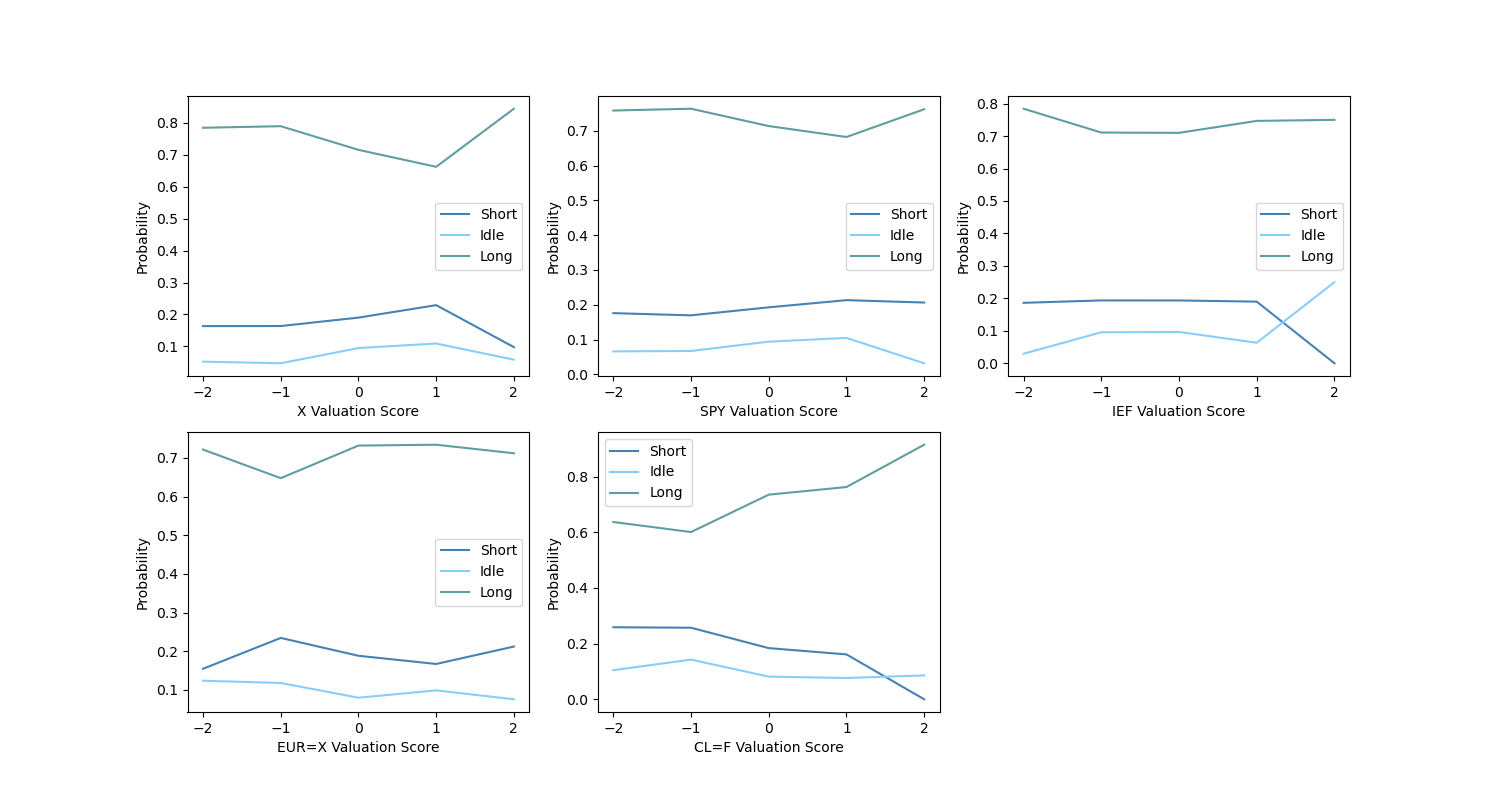 0.8
0.7
0.6
0.5
0.4
0.3
0.2
0.1
Probability
Short
Idle
Long
−2 −1 0 1 2
X Valuation Score
0.7
0.6
0.5
0.4
0.3
0.2
0.1
0.0
Probability
Short
Idle
Long
−2 −1 0 1 2
SPY Valuation Score
0.8
0.7
0.6
0.5
0.4
0.3
0.2
0.1
0.0
Probability
Short
Idle
Long
−2 −1 0 1 2
IEF Valuation Score
0.7
0.6
0.5
0.4
0.3
0.2
0.1
Probability
Short
Idle
Long
−2 −1 0 1 2
EUR=X Valuation Score
0.8
0.6
0.4
0.2
0.0
Probability
Short
Idle
Long
−2 −1 0 1 2
CL=F Valuation Score